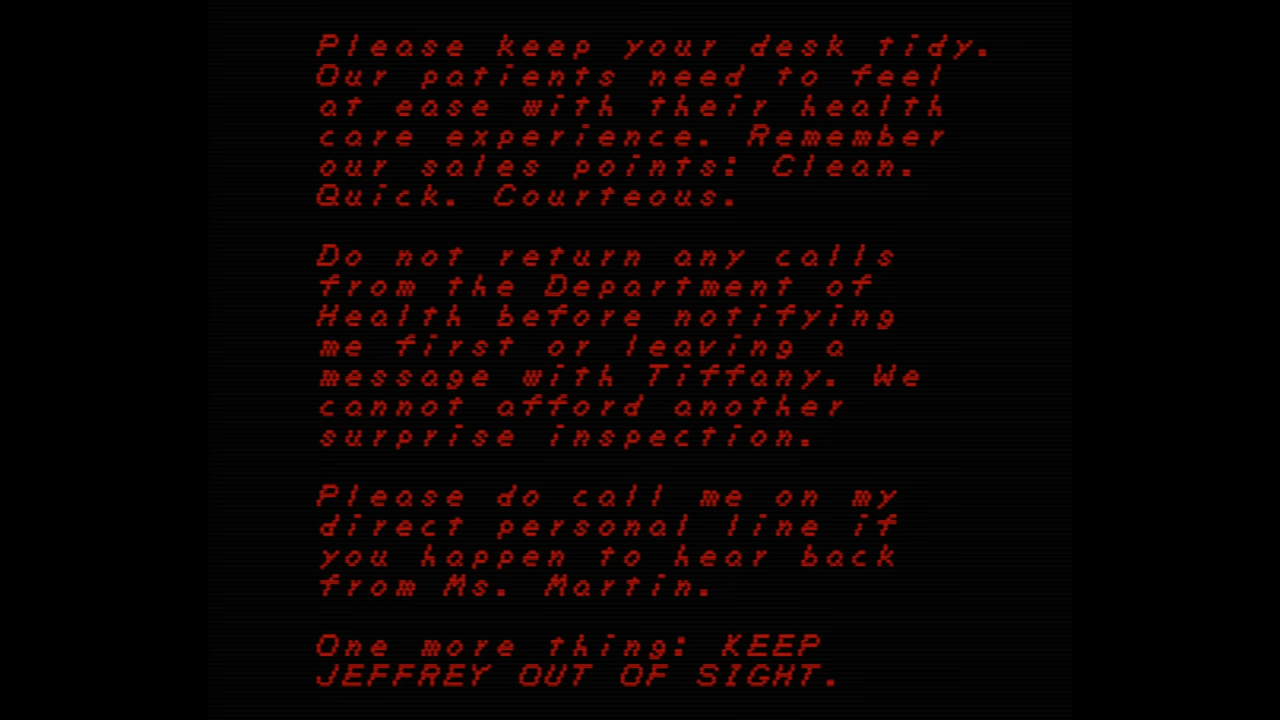 Please keep your desk tidy.
Our patients need to feel
at ease with their health
care experience. Remember
our sales points: Clean.
Quick. Courteous.
Do not return any calls
from the Department of
Health before notifying
me first or leaving a
message with Tiffany. We
cannot afford another
surprise inspection.
Please do call me on my
direct personal line if
you happen to hear back
from Ms. Martin.
One more thing: KEEP
JEFFREY OUT OF SIGHT.